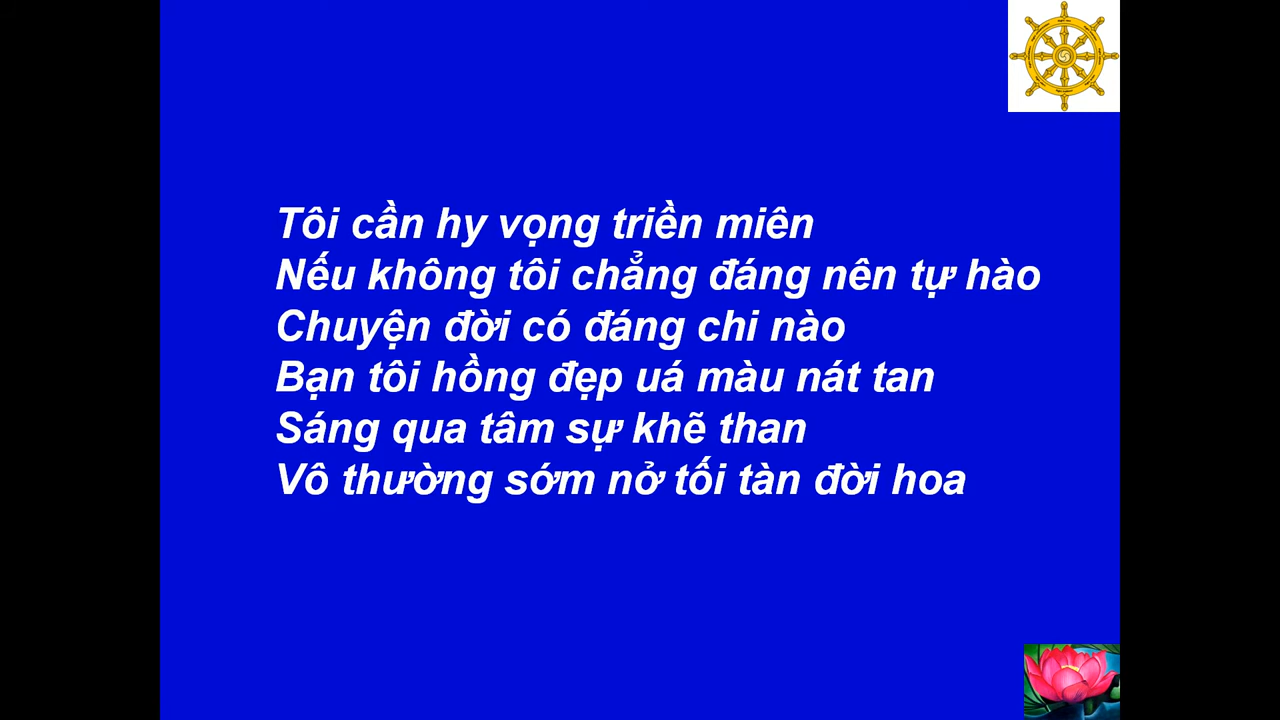 Tôi cần hy vọng triền miên
Nếu không tôi chẳng đáng nên tự hào
Chuyện đời có đáng chi nào
Bạn tôi hồng đẹp uá màu nát tan
Sáng qua tâm sự khẽ than
Vô thường sớm nở tối tàn đời hoa